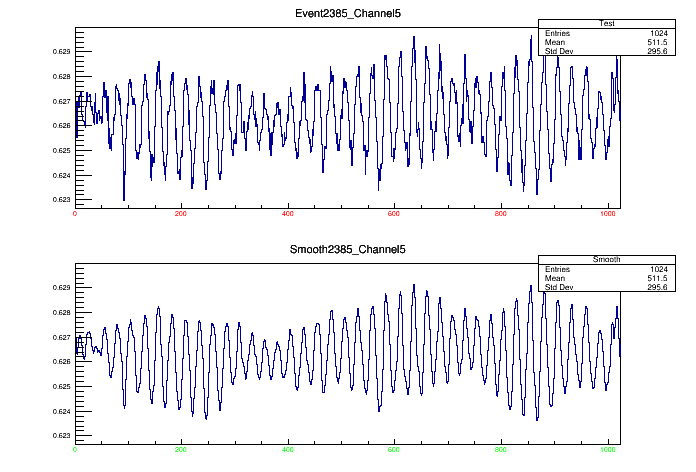 Event2385_Channel5
Test
Entries 1024
Mean 511.5
Std Dev 295.6
0.629
0.628
0.627
0.626
0.625
0.624
0.623
0 200 400 600 800 1000
Smooth2385_Channel5
Smooth
Entries 1024
Mean 511.5
Std Dev 295.6
0.629
0.628
0.627
0.626
0.625
0.624
0.623
0 200 400 600 800 1000